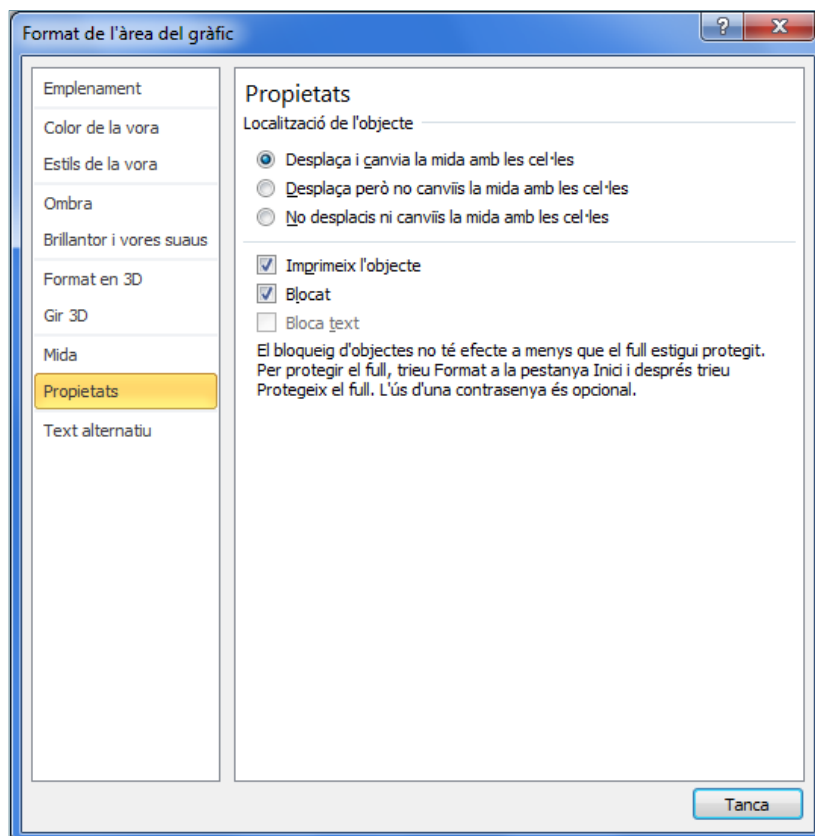 Format de l'àrea del gràfic
Emplenament
Color de la vora
Estils de la vora
Ombra
Brillantor i vores suaus
Format en 3D
Gir 3D
Mida
Propietats
Text alternatiu
Propietats
Localització de l'objecte
Desplaça i canvia la mida amb les cel·les
Desplaça però no canviïs la mida amb les cel·les
No desplacis ni canviïs la mida amb les cel·les
Imprimeix l'objecte
Blocat
Bloca text
El bloqueig d'objectes no té efecte a menys que el full estigui protegit.
Per protegir el full, trieu Format a la pestanya Inici i després trieu
Protegeix el full. L'ús d'una contrasenya és opcional.
Tanca